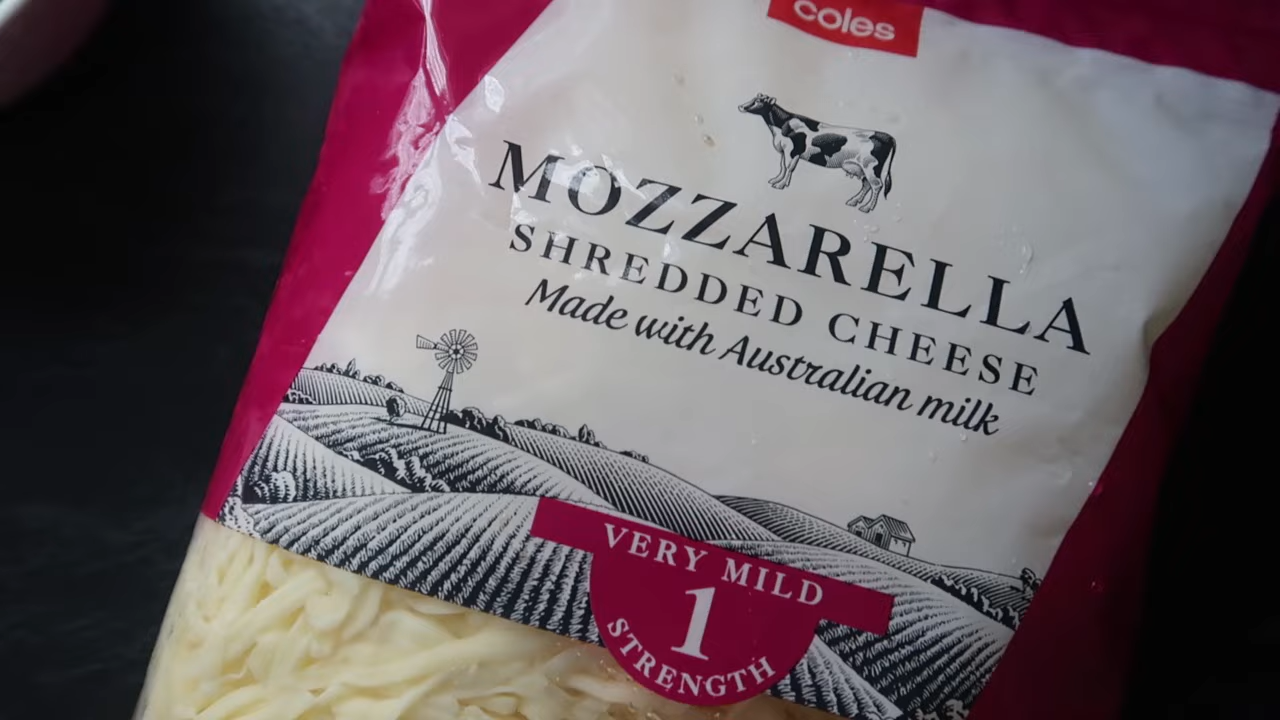 coles
MOZZARELLA
SHREDDED CHEESE
Made with Australian milk
VERY MILD
1
STRENGTH